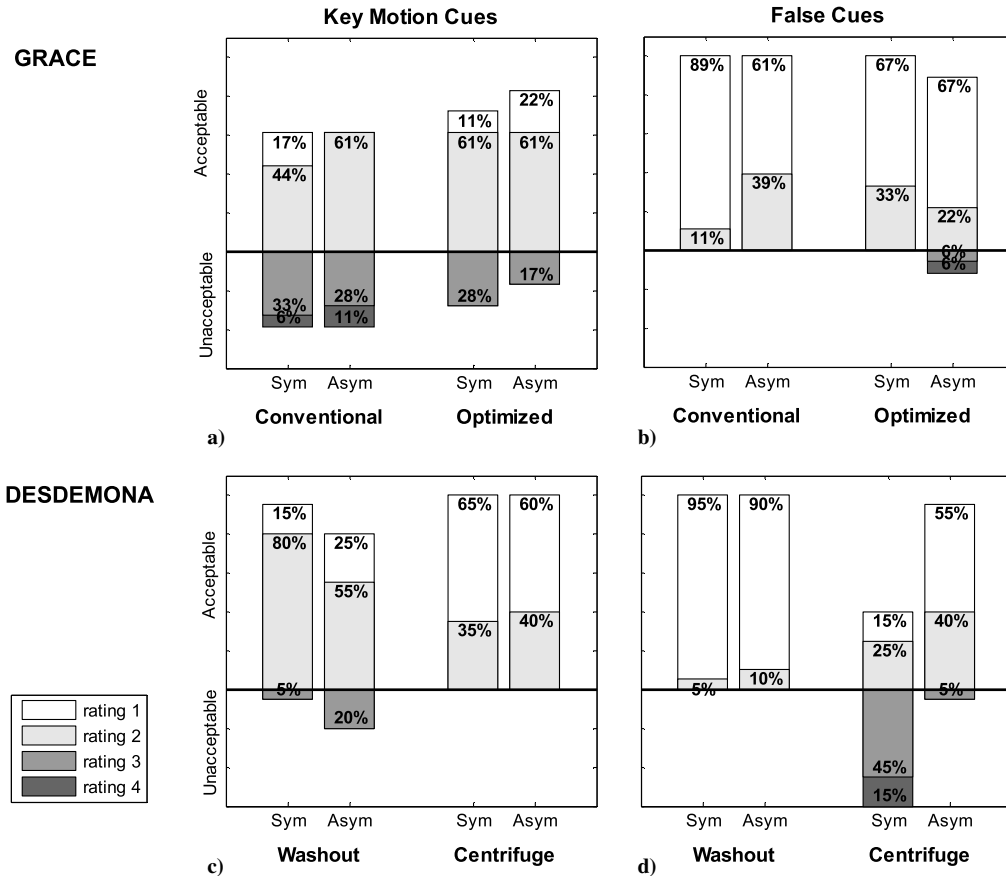 Key Motion Cues
False Cues
GRACE
Acceptable
Unacceptable
17%
44%
33%
6%
61%
28%
11%
11%
61%
28%
22%
61%
17%
Sym
Asym
Sym
Asym
Conventional
Optimized
a)
89%
11%
61%
39%
67%
33%
67%
22%
6%
6%
Sym
Asym
Sym
Asym
Conventional
Optimized
b)
DESDEMONA
Acceptable
Unacceptable
15%
80%
5%
25%
55%
20%
65%
35%
60%
40%
Sym
Asym
Sym
Asym
Washout
Centrifuge
c)
95%
5%
90%
10%
15%
25%
45%
15%
55%
40%
5%
Sym
Asym
Sym
Asym
Washout
Centrifuge
d)
rating 1
rating 2
rating 3
rating 4